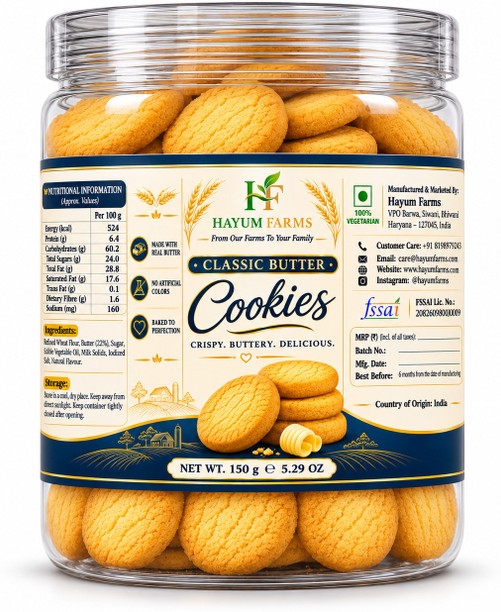 NUTRITIONAL INFORMATION
(Approx. Values)
Per 100 g
Energy (kcal) 524
Protein (g) 6.4
Carbohydrates (g) 60.2
Total Sugars (g) 24.0
Total Fat (g) 28.8
Saturated Fat (g) 17.6
Trans Fat (g) 0.1
Dietary Fibre (g) 1.6
Sodium (mg) 160
Ingredients:
Refined Wheat Flour, Butter (22%), Sugar,
Edible Vegetable Oil, Milk Solids, Iodized
Salt, Natural Flavour.
Storage:
Store in a cool, dry place. Keep away from
direct sunlight. Keep container tightly
closed after opening.
MADE WITH
REAL BUTTER
NO ARTIFICIAL
COLORS
BAKED TO
PERFECTION
HF
HAYUM FARMS
From Our Farms To Your Family
• CLASSIC BUTTER •
Cookies
CRISPY. BUTTERY. DELICIOUS.
NET WT. 150 g ℮ 5.29 OZ
100%
VEGETARIAN
Manufactured & Marketed By:
Hayum Farms
VPO Barwa, Siwani, Bhiwani
Haryana – 127045, India
Customer Care: +91
Email: care@hayumfarms.com
Website: www.hayumfarms.com
Instagram: @hayumfarms
fssai
FSSAI Lic. No.:
MRP (₹) (Incl. of all taxes):
Batch No.:
Mfg. Date:
Best Before: 6 months from the date of manufacturing
Country of Origin: India